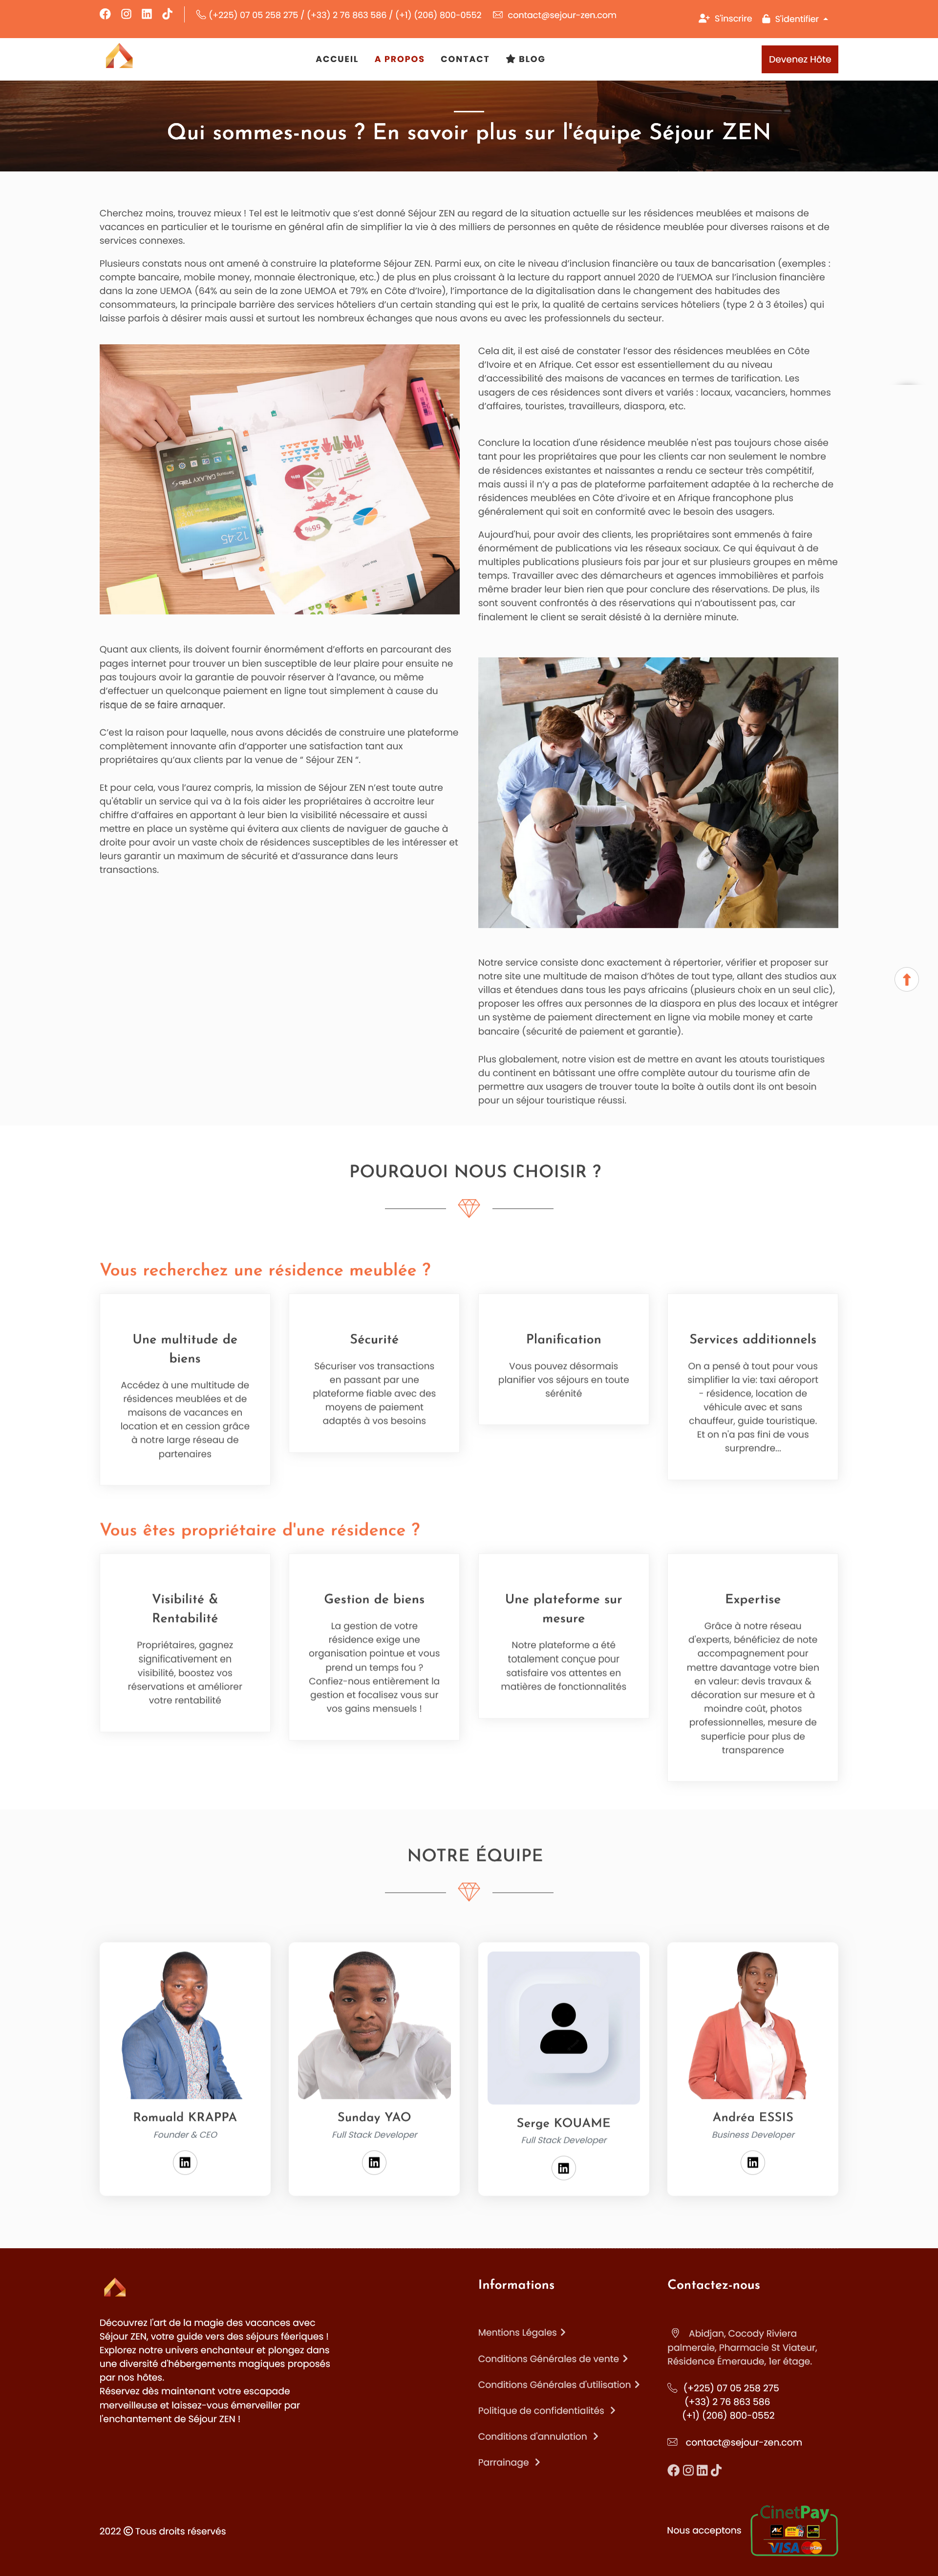 (+225) 07 05 258 275 / (+33) 2 76 863 586 / (+1) (206) 800-0552 contact@sejour-zen.com S'inscrire S'identifier
ACCUEIL A PROPOS CONTACT BLOG Devenez Hôte
Qui sommes-nous ? En savoir plus sur l'équipe Séjour ZEN
Cherchez moins, trouvez mieux ! Tel est le leitmotiv que s'est donné Séjour ZEN au regard de la situation actuelle sur les résidences meublées et maisons de
vacances en particulier et le tourisme en général afin de simplifier la vie à des milliers de personnes en quête de résidence meublée pour diverses raisons et de
services connexes.
Plusieurs constats nous ont amené à construire la plateforme Séjour ZEN. Parmi eux, on cite le niveau d'inclusion financière ou taux de bancarisation (exemples :
compte bancaire, mobile money, monnaie électronique, etc.) de plus en plus croissant à la lecture du rapport annuel 2020 de l'UEMOA sur l'inclusion financière
dans la zone UEMOA (64% au sein de la zone UEMOA et 79% en Côte d'Ivoire), l'importance de la digitalisation dans le changement des habitudes des
consommateurs, la principale barrière des services hôteliers d'un certain standing qui est le prix, la qualité de certains services hôteliers (type 2 à 3 étoiles) qui
laisse parfois à désirer mais aussi et surtout les nombreux échanges que nous avons eu avec les professionnels du secteur.
Cela dit, il est aisé de constater l'essor des résidences meublées en Côte
d'Ivoire et en Afrique. Cet essor est essentiellement du au niveau
d'accessibilité des maisons de vacances en termes de tarification. Les
usagers de ces résidences sont divers et variés : locaux, vacanciers, hommes
d'affaires, touristes, travailleurs, diaspora, etc.
Conclure la location d'une résidence meublée n'est pas toujours chose aisée
tant pour les propriétaires que pour les clients car non seulement le nombre
de résidences existantes et naissantes a rendu ce secteur très compétitif,
mais aussi il n'y a pas de plateforme parfaitement adaptée à la recherche de
résidences meublées en Côte d'ivoire et en Afrique francophone plus
généralement qui soit en conformité avec le besoin des usagers.
Aujourd'hui, pour avoir des clients, les propriétaires sont emmenés à faire
énormément de publications via les réseaux sociaux. Ce qui équivaut à de
multiples publications plusieurs fois par jour et sur plusieurs groupes en même
temps. Travailler avec des démarcheurs et agences immobilières et parfois
même brader leur bien rien que pour conclure des réservations. De plus, ils
sont souvent confrontés à des réservations qui n'aboutissent pas, car
finalement le client se serait désisté à la dernière minute.
12:45
GALAXY Tab S
55%
Quant aux clients, ils doivent fournir énormément d'efforts en parcourant des
pages internet pour trouver un bien susceptible de leur plaire pour ensuite ne
pas toujours avoir la garantie de pouvoir réserver à l'avance, ou même
d'effectuer un quelconque paiement en ligne tout simplement à cause du
risque de se faire arnaquer.
C'est la raison pour laquelle, nous avons décidés de construire une plateforme
complètement innovante afin d'apporter une satisfaction tant aux
propriétaires qu'aux clients par la venue de “ Séjour ZEN “.
Et pour cela, vous l'aurez compris, la mission de Séjour ZEN n'est toute autre
qu'établir un service qui va à la fois aider les propriétaires à accroitre leur
chiffre d'affaires en apportant à leur bien la visibilité nécessaire et aussi
mettre en place un système qui évitera aux clients de naviguer de gauche à
droite pour avoir un vaste choix de résidences susceptibles de les intéresser et
leurs garantir un maximum de sécurité et d'assurance dans leurs
transactions.
Notre service consiste donc exactement à répertorier, vérifier et proposer sur
notre site une multitude de maison d'hôtes de tout type, allant des studios aux
villas et étendues dans tous les pays africains (plusieurs choix en un seul clic),
proposer les offres aux personnes de la diaspora en plus des locaux et intégrer
un système de paiement directement en ligne via mobile money et carte
bancaire (sécurité de paiement et garantie).
Plus globalement, notre vision est de mettre en avant les atouts touristiques
du continent en bâtissant une offre complète autour du tourisme afin de
permettre aux usagers de trouver toute la boîte à outils dont ils ont besoin
pour un séjour touristique réussi.
POURQUOI NOUS CHOISIR ?
Vous recherchez une résidence meublée ?
Une multitude de
biens
Accédez à une multitude de
résidences meublées et de
maisons de vacances en
location et en cession grâce
à notre large réseau de
partenaires
Sécurité
Sécuriser vos transactions
en passant par une
plateforme fiable avec des
moyens de paiement
adaptés à vos besoins
Planification
Vous pouvez désormais
planifier vos séjours en toute
sérénité
Services additionnels
On a pensé à tout pour vous
simplifier la vie: taxi aéroport
- résidence, location de
véhicule avec et sans
chauffeur, guide touristique.
Et on n'a pas fini de vous
surprendre...
Vous êtes propriétaire d'une résidence ?
Visibilité &
Rentabilité
Propriétaires, gagnez
significativement en
visibilité, boostez vos
réservations et améliorer
votre rentabilité
Gestion de biens
La gestion de votre
résidence exige une
organisation pointue et vous
prend un temps fou ?
Confiez-nous entièrement la
gestion et focalisez vous sur
vos gains mensuels !
Une plateforme sur
mesure
Notre plateforme a été
totalement conçue pour
satisfaire vos attentes en
matières de fonctionnalités
Expertise
Grâce à notre réseau
d'experts, bénéficiez de note
accompagnement pour
mettre davantage votre bien
en valeur: devis travaux &
décoration sur mesure et à
moindre coût, photos
professionnelles, mesure de
superficie pour plus de
transparence
NOTRE ÉQUIPE
Romuald KRAPPA
Founder & CEO
Sunday YAO
Full Stack Developer
Serge KOUAME
Full Stack Developer
Andréa ESSIS
Business Developer
Découvrez l'art de la magie des vacances avec
Séjour ZEN, votre guide vers des séjours féeriques !
Explorez notre univers enchanteur et plongez dans
une diversité d'hébergements magiques proposés
par nos hôtes.
Réservez dès maintenant votre escapade
merveilleuse et laissez-vous émerveiller par
l'enchantement de Séjour ZEN !
Informations
Mentions Légales
Conditions Générales de vente
Conditions Générales d'utilisation
Politique de confidentialités
Conditions d'annulation
Parrainage
Contactez-nous
Abidjan, Cocody Riviera
palmeraie, Pharmacie St Viateur,
Résidence Émeraude, 1er étage.
(+225) 07 05 258 275
(+33) 2 76 863 586
(+1) (206) 800-0552
contact@sejour-zen.com
2022 © Tous droits réservés
Nous acceptons
CinetPay
VISA